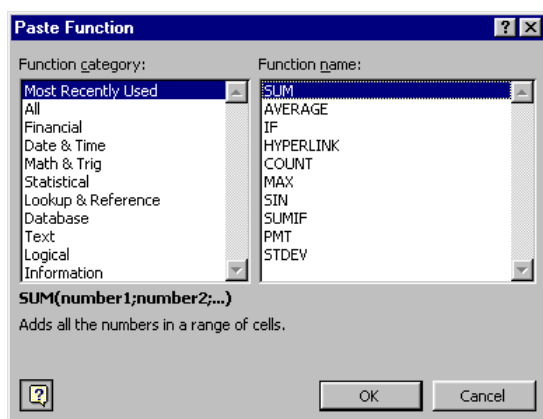 Paste Function
Function category:
Most Recently Used
All
Financial
Date & Time
Math & Trig
Statistical
Lookup & Reference
Database
Text
Logical
Information
Function name:
SUM
AVERAGE
IF
HYPERLINK
COUNT
MAX
SIN
SUMIF
PMT
STDEV
SUM(number1;number2;...)
Adds all the numbers in a range of cells.
OK
Cancel